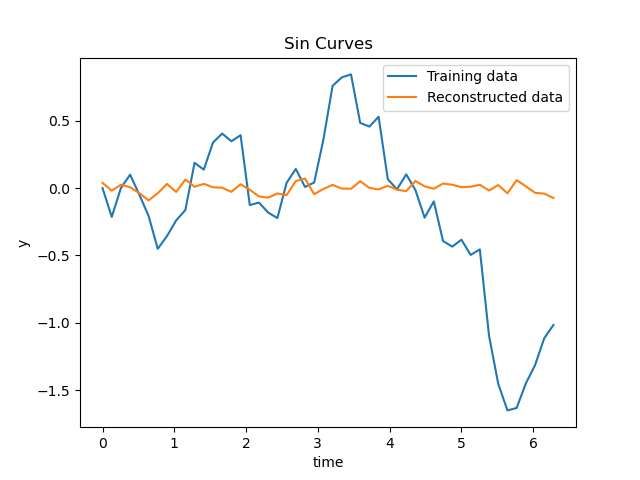 Sin Curves
Training data
Reconstructed data
0.5
0.0
−0.5
−1.0
−1.5
y
0 1 2 3 4 5 6
time